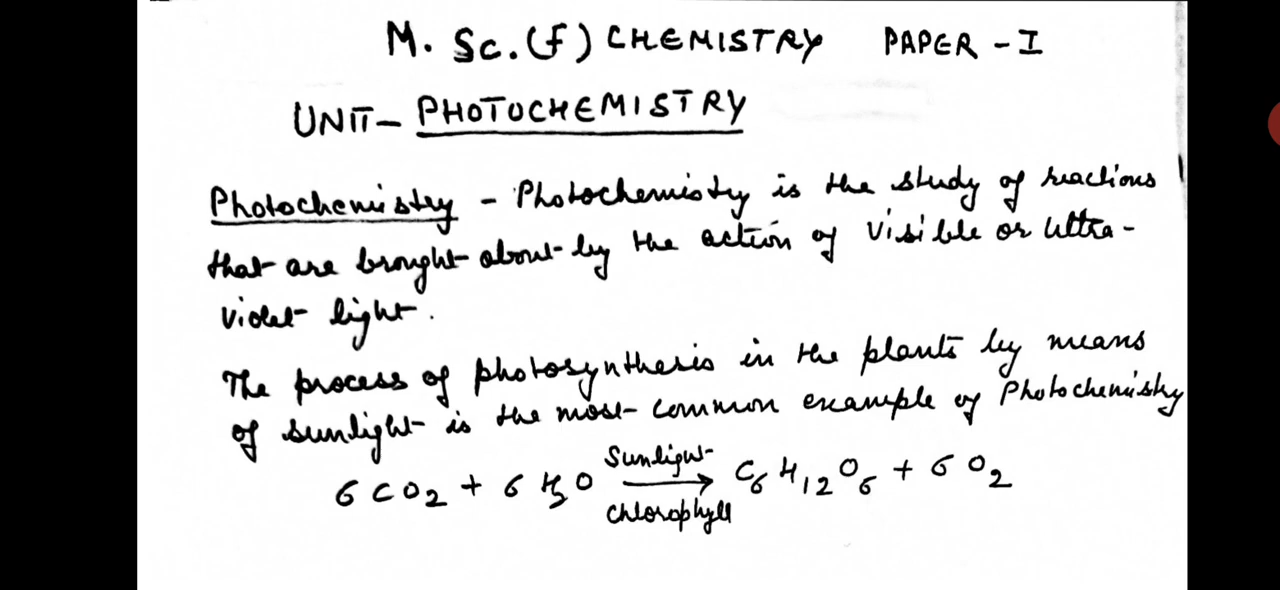 M. Sc. (f) CHEMISTRY PAPER - I
UNIT - PHOTOCHEMISTRY
Photochemistry - Photochemistry is the study of reactions
that are brought about by the action of visible or ultra-
violet light.
The process of photosynthesis in the plants by means
of sunlight is the most common example of Photochemistry
6 CO2 + 6 H2O Sunlight → C6 H12 O6 + 6 O2
Chlorophyll